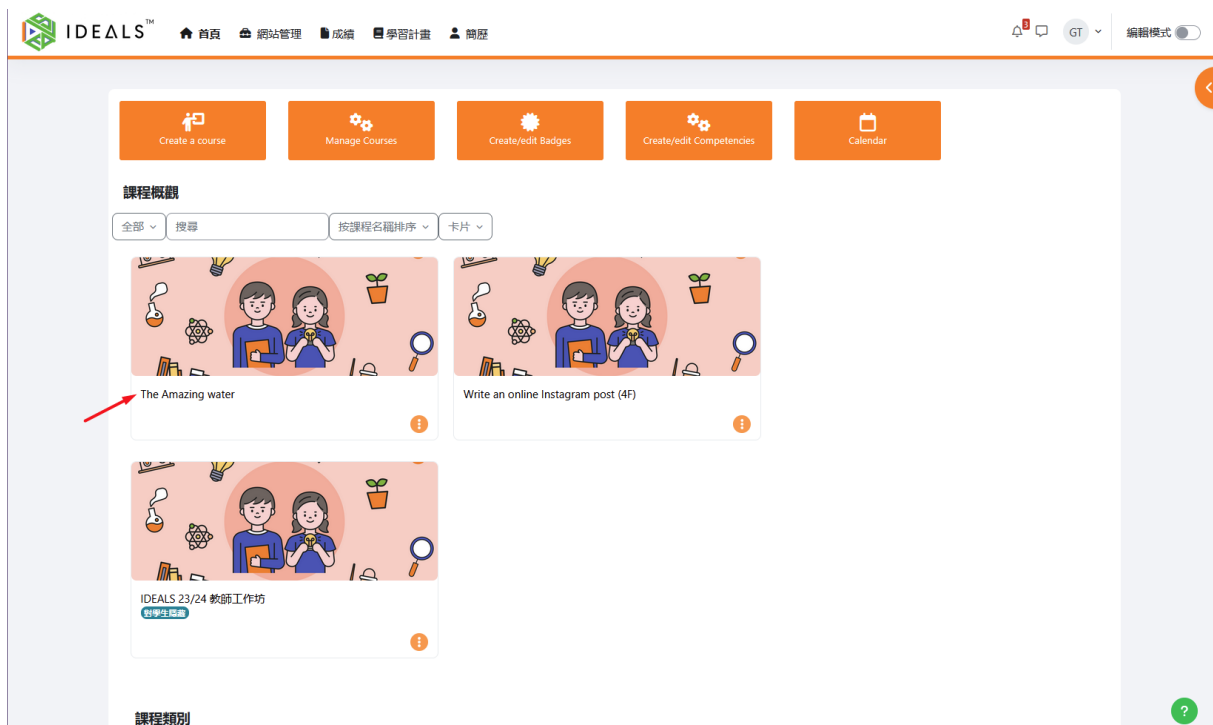 IDEΔLS™
首頁 網站管理 成績 學習計畫 簡歷
3
GT
編輯模式
Create a course
Manage Courses
Create/edit Badges
Create/edit Competencies
Calendar
課程概觀
全部
搜尋
按課程名稱排序
卡片
The Amazing water
Write an online Instagram post (4F)
IDEALS 23/24 教師工作坊
對學生隱藏
課程類別
?